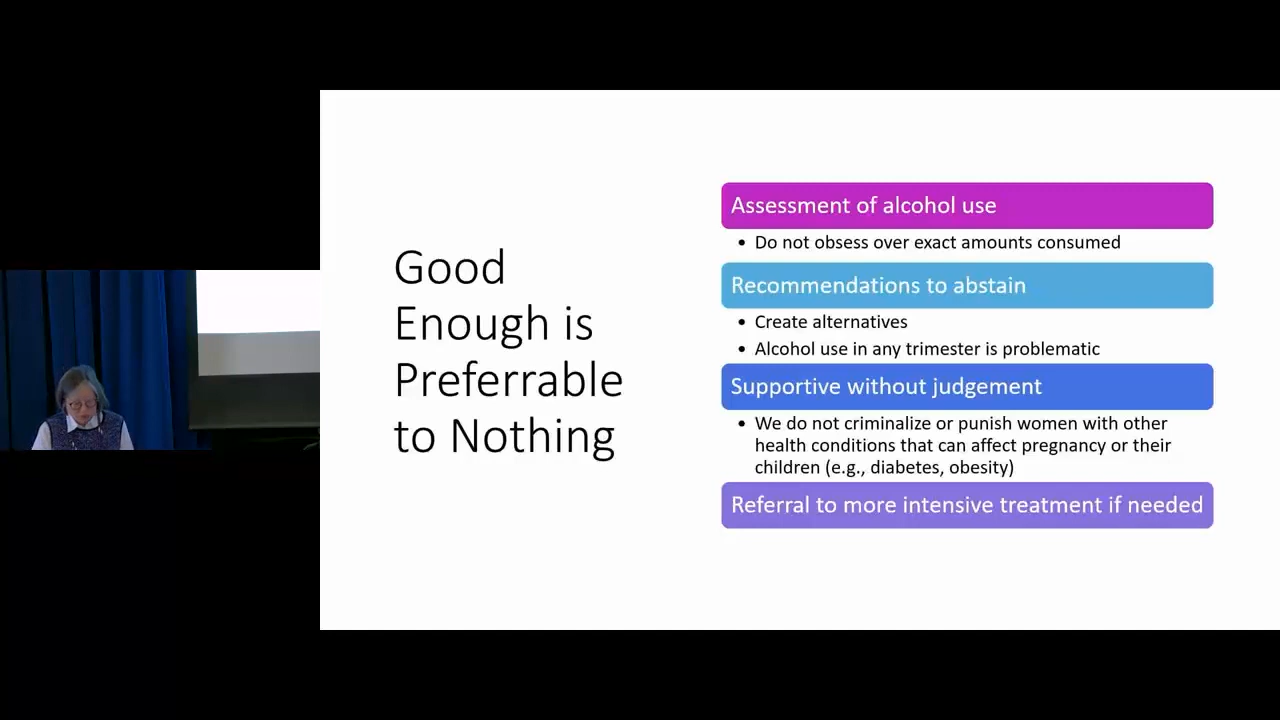 Good
Enough is
Preferrable
to Nothing
Assessment of alcohol use
• Do not obsess over exact amounts consumed
Recommendations to abstain
• Create alternatives
• Alcohol use in any trimester is problematic
Supportive without judgement
• We do not criminalize or punish women with other
health conditions that can affect pregnancy or their
children (e.g., diabetes, obesity)
Referral to more intensive treatment if needed